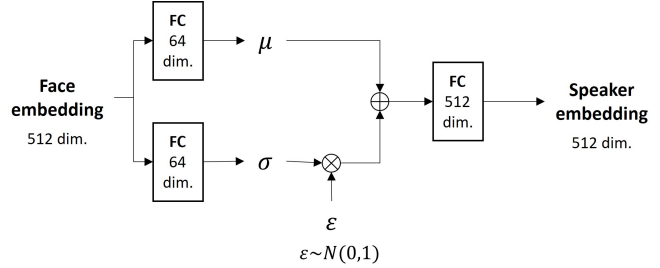 FC
64
dim.
μ
Face
embedding
512 dim.
FC
512
dim.
Speaker
embedding
512 dim.
FC
64
dim.
σ
ε
ε~N(0,1)